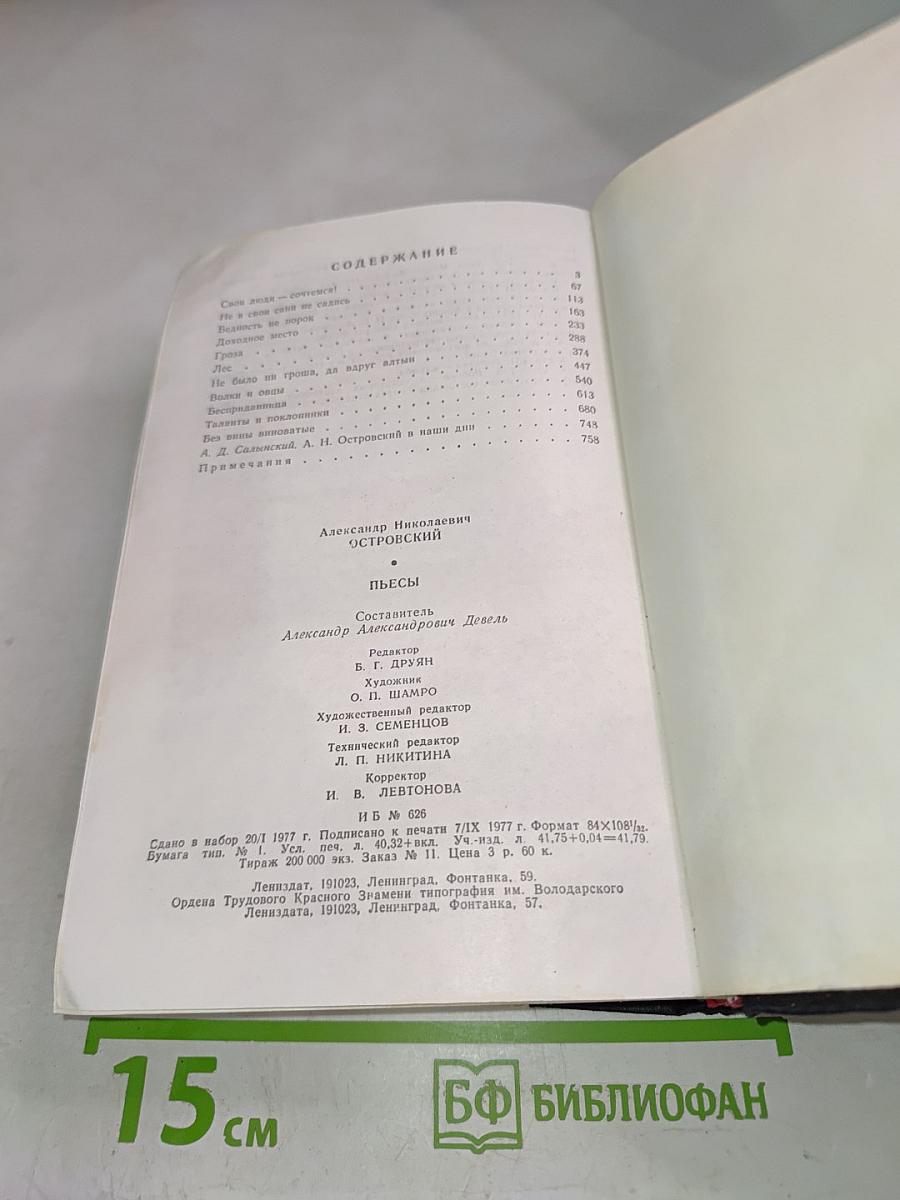 СОДЕРЖАНИЕ
Свои люди — сочтемся! 3
Не в свои сани не садись 67
Бедность не порок 113
Доходное место 163
Гроза 233
Лес 288
Не было ни гроша, да вдруг алтын 374
Волки и овцы 447
Бесприданница 540
Таланты и поклонники 613
Без вины виноватые 680
А. Д. Салынский. А. Н. Островский в наши дни 748
Примечания 758
Александр Николаевич
ОСТРОВСКИЙ
•
ПЬЕСЫ
Составитель
Александр Александрович Девель
Редактор
Б. Г. ДРУЯН
Художник
О. П. ШАМРО
Художественный редактор
И. З. СЕМЕНЦОВ
Технический редактор
Л. П. НИКИТИНА
Корректор
И. В. ЛЕВТОНОВА
ИБ № 626
Сдано в набор 20/I 1977 г. Подписано к печати 7/IX 1977 г. Формат 84×108¹/₃₂.
Бумага тип. № 1. Усл. печ. л. 40,32+вкл. Уч.-изд. л. 41,75+0,04=41,79.
Тираж 200 000 экз. Заказ № 11. Цена 3 р. 60 к.
Лениздат, 191023, Ленинград, Фонтанка, 59.
Ордена Трудового Красного Знамени типография им. Володарского
Лениздата, 191023, Ленинград, Фонтанка, 57.
15 см
БФ БИБЛИОФАН